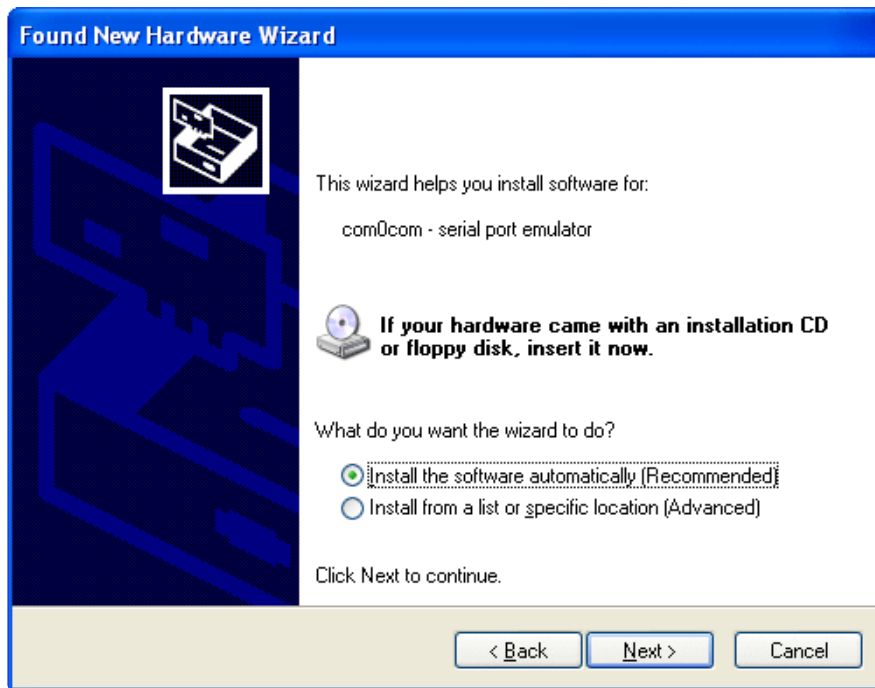 Found New Hardware Wizard
This wizard helps you install software for:
com0com - serial port emulator
If your hardware came with an installation CD
or floppy disk, insert it now.
What do you want the wizard to do?
Install the software automatically (Recommended)
Install from a list or specific location (Advanced)
Click Next to continue.
< Back
Next >
Cancel